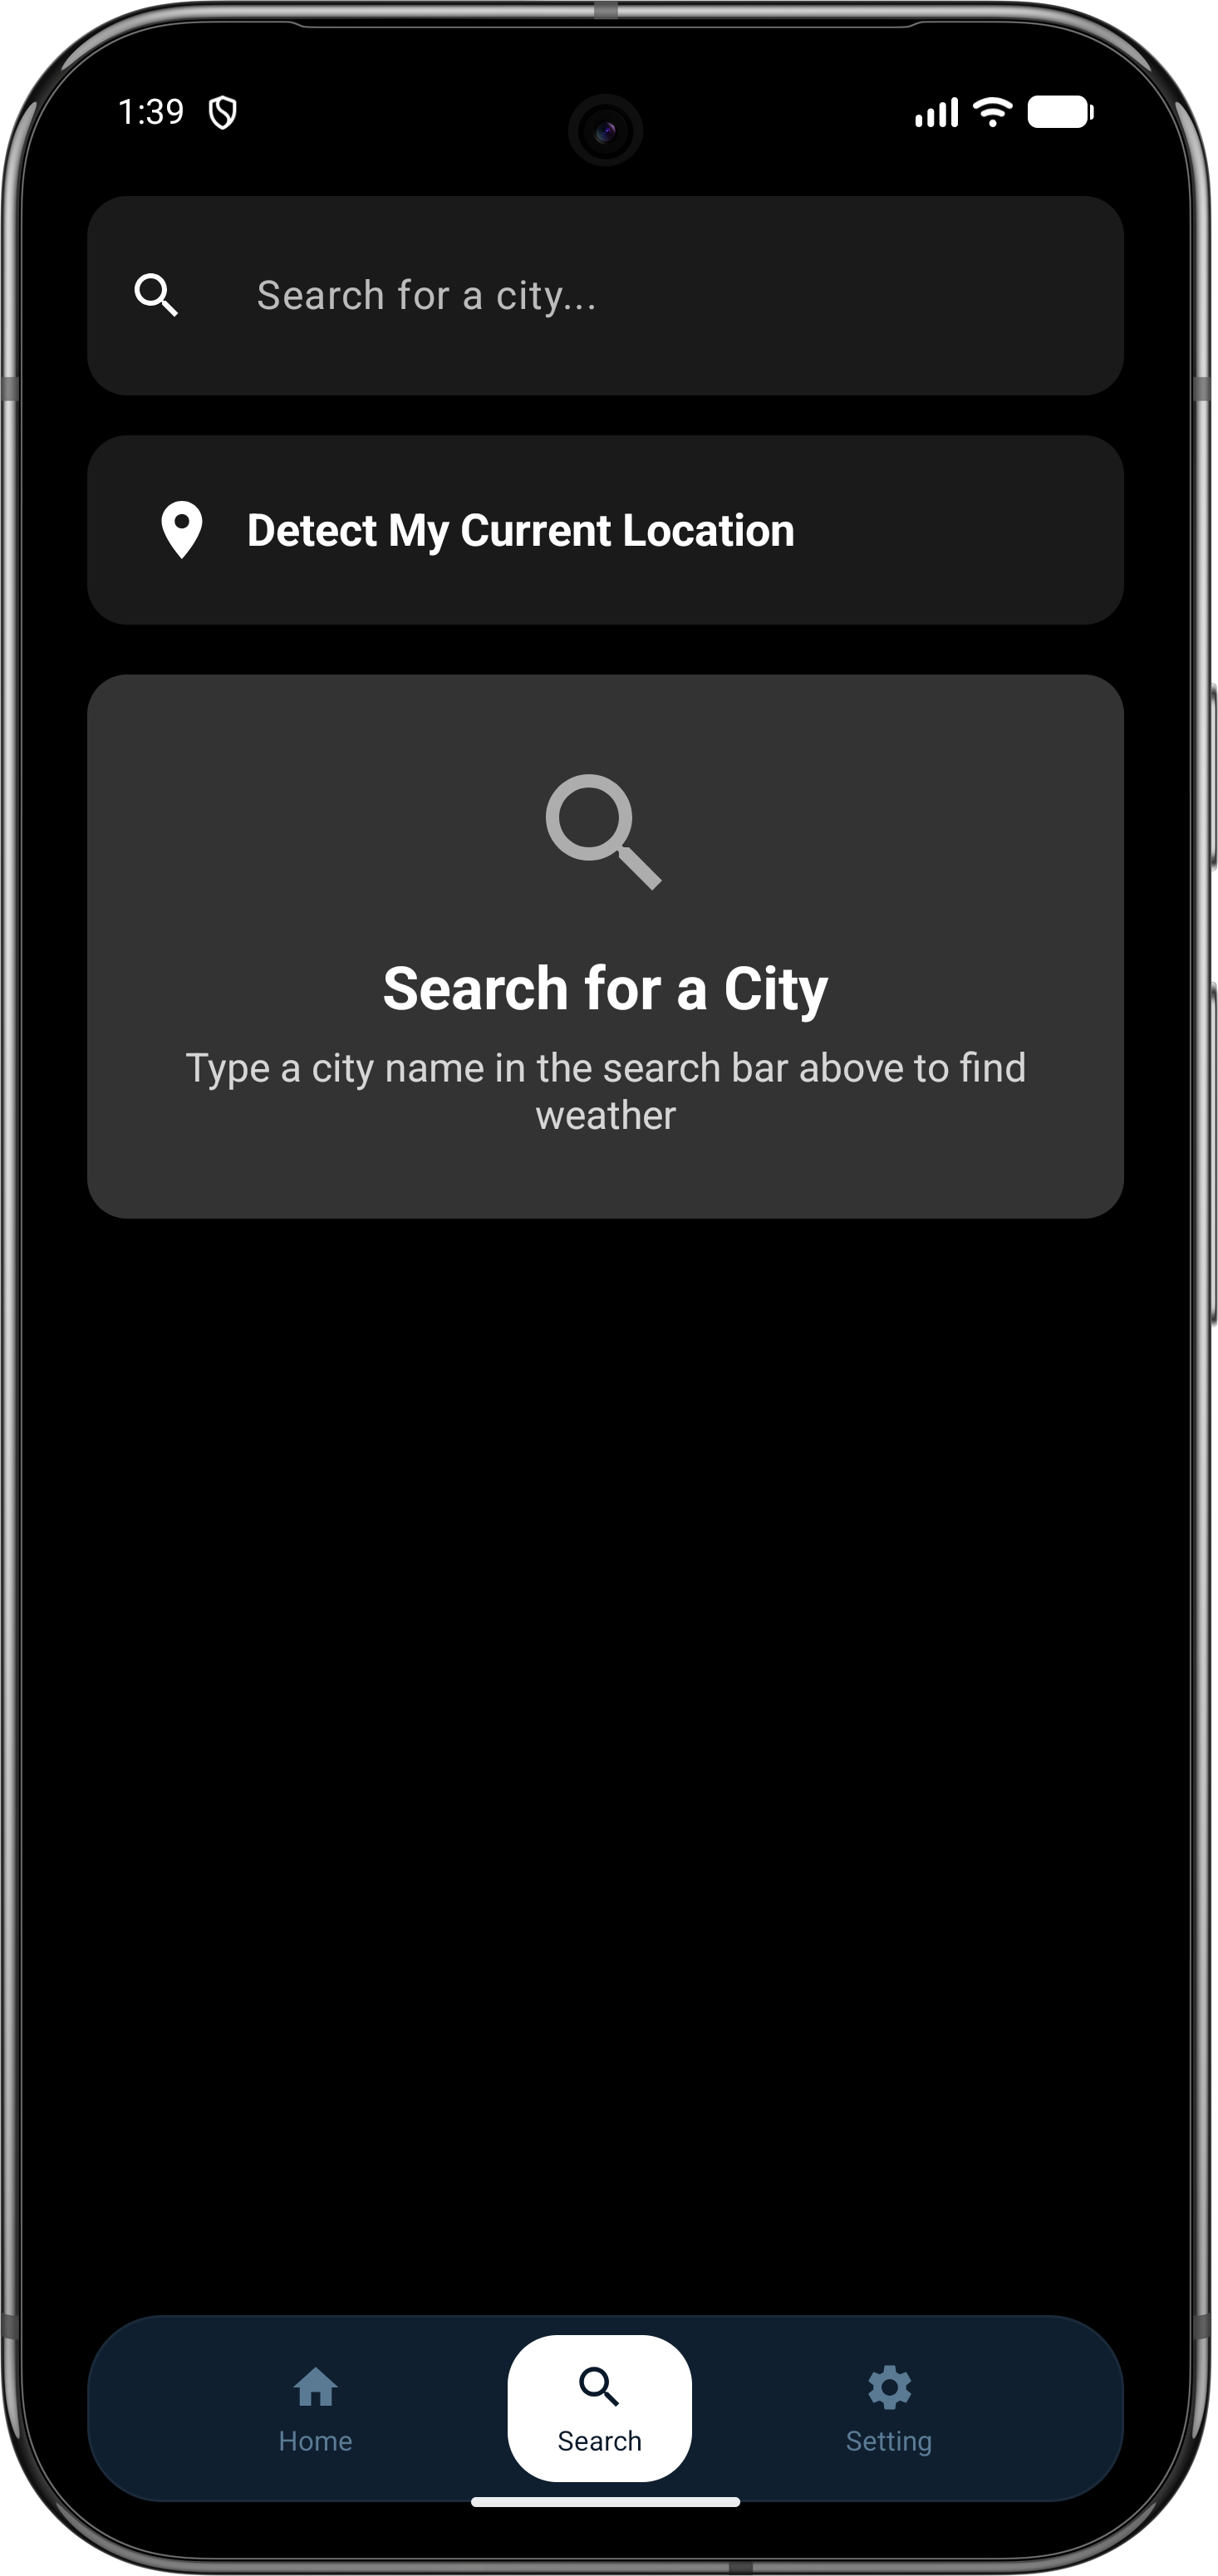 1:39
Search for a city...
Detect My Current Location
Search for a City
Type a city name in the search bar above to find
weather
Home
Search
Setting